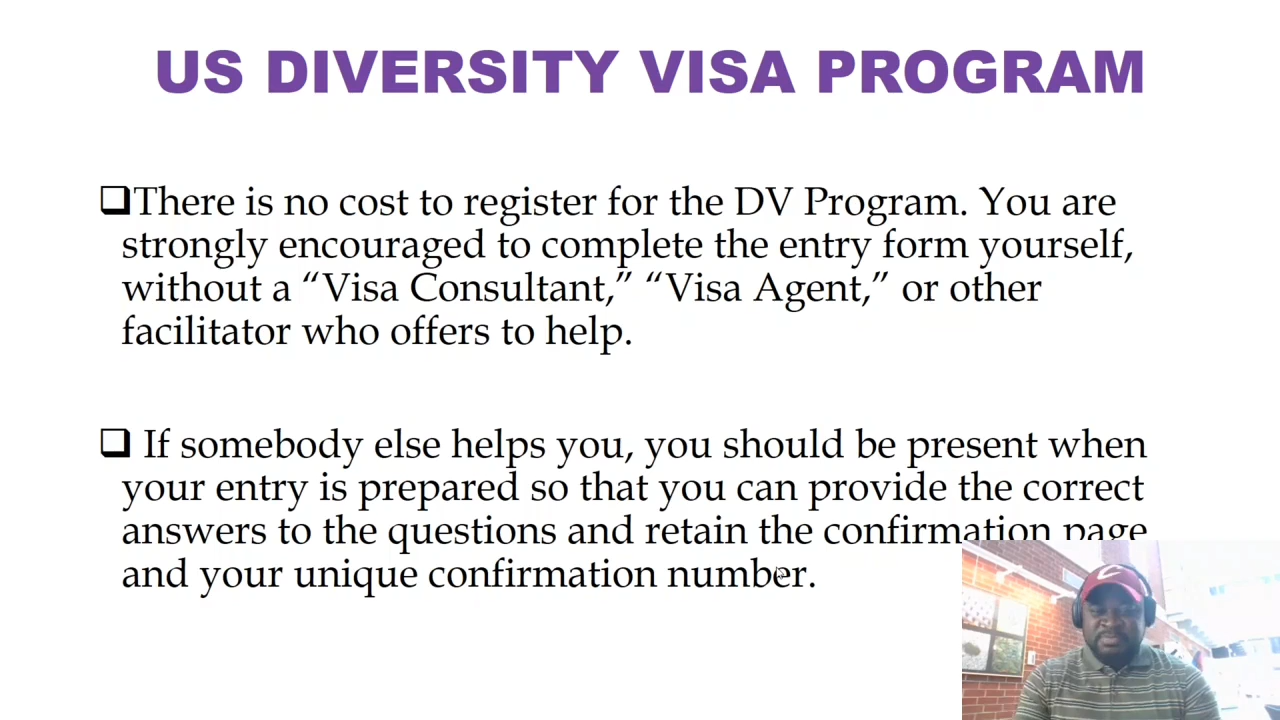 US DIVERSITY VISA PROGRAM
❑There is no cost to register for the DV Program. You are
strongly encouraged to complete the entry form yourself,
without a “Visa Consultant,” “Visa Agent,” or other
facilitator who offers to help.
❑ If somebody else helps you, you should be present when
your entry is prepared so that you can provide the correct
answers to the questions and retain the confirmation page
and your unique confirmation number.